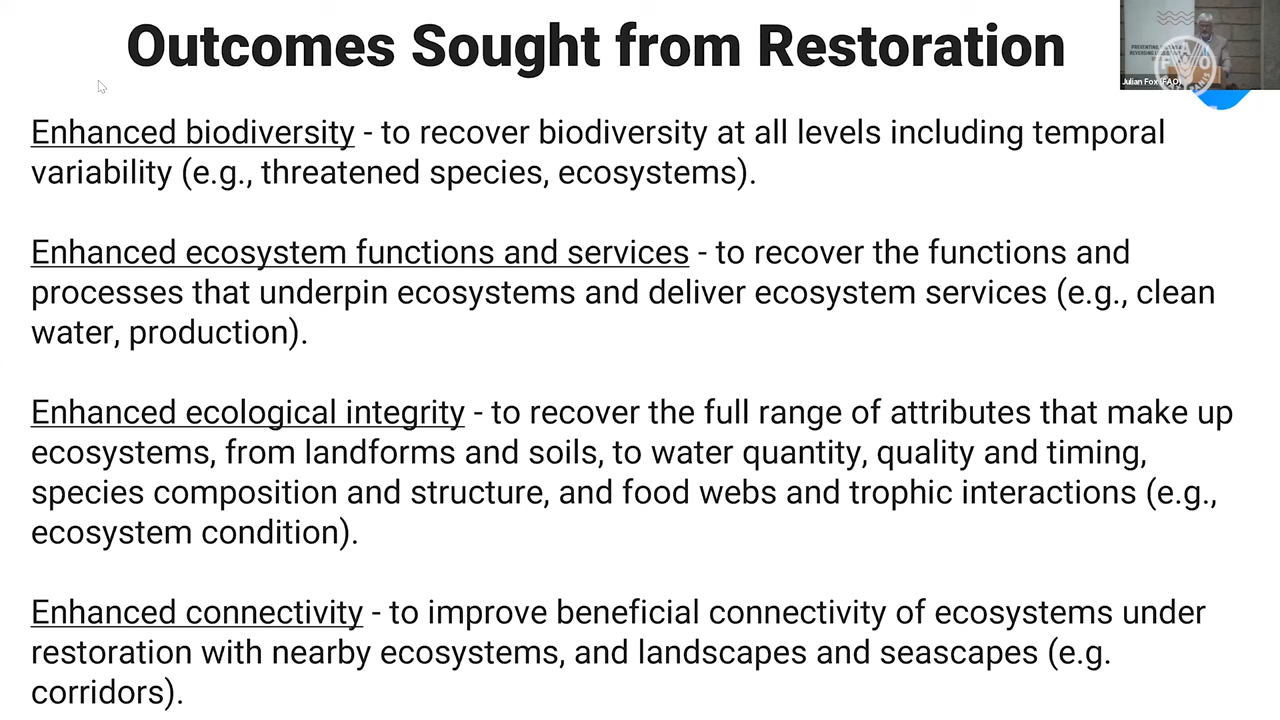 Outcomes Sought from Restoration
Enhanced biodiversity - to recover biodiversity at all levels including temporal
variability (e.g., threatened species, ecosystems).
Enhanced ecosystem functions and services - to recover the functions and
processes that underpin ecosystems and deliver ecosystem services (e.g., clean
water, production).
Enhanced ecological integrity - to recover the full range of attributes that make up
ecosystems, from landforms and soils, to water quantity, quality and timing,
species composition and structure, and food webs and trophic interactions (e.g.,
ecosystem condition).
Enhanced connectivity - to improve beneficial connectivity of ecosystems under
restoration with nearby ecosystems, and landscapes and seascapes (e.g.
corridors).
PREVENTING
REVERSING
F O
Julian Fox (FAO)